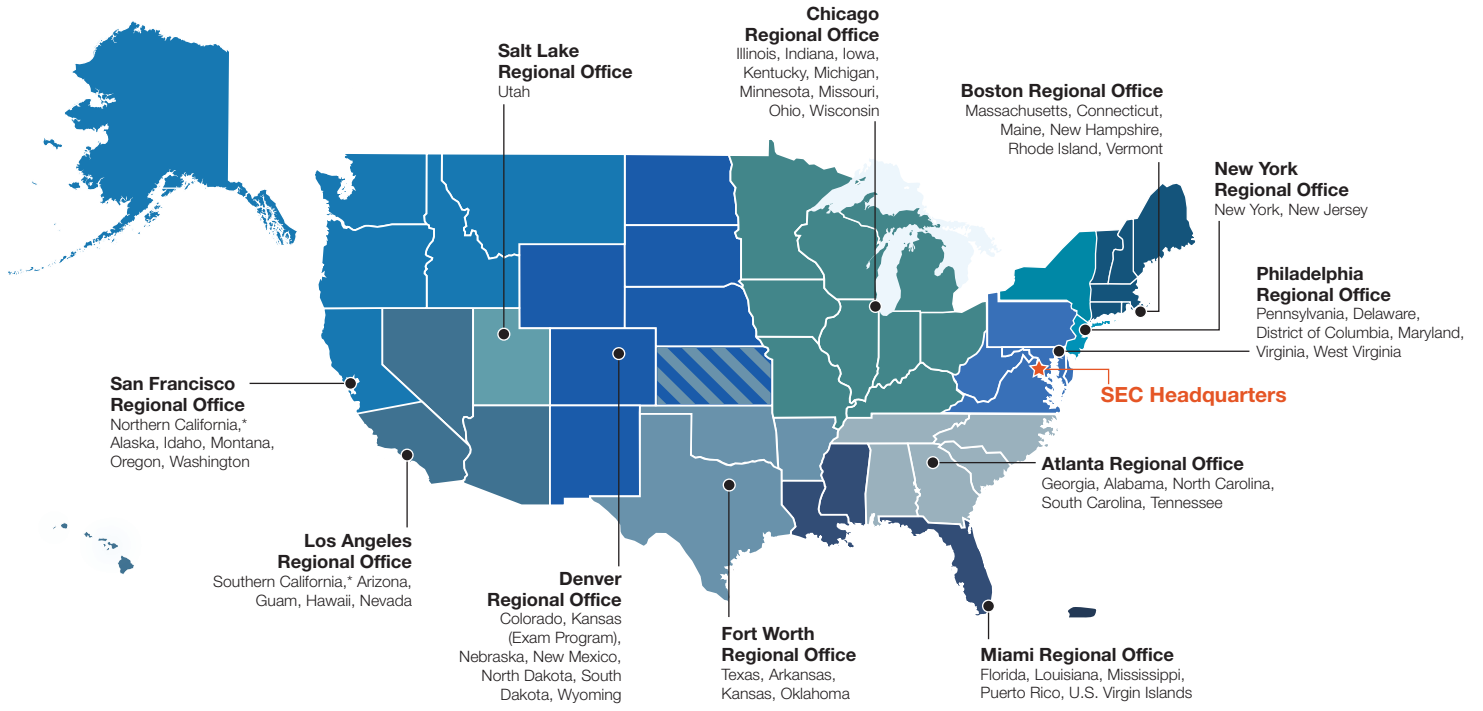 Chicago
Regional Office
Illinois, Indiana, Iowa,
Kentucky, Michigan,
Minnesota, Missouri,
Ohio, Wisconsin
Salt Lake
Regional Office
Utah
Boston Regional Office
Massachusetts, Connecticut,
Maine, New Hampshire,
Rhode Island, Vermont
New York
Regional Office
New York, New Jersey
Philadelphia
Regional Office
Pennsylvania, Delaware,
District of Columbia, Maryland,
Virginia, West Virginia
SEC Headquarters
San Francisco
Regional Office
Northern California,*
Alaska, Idaho, Montana,
Oregon, Washington
Atlanta Regional Office
Georgia, Alabama, North Carolina,
South Carolina, Tennessee
Los Angeles
Regional Office
Southern California,* Arizona,
Guam, Hawaii, Nevada
Denver
Regional Office
Colorado, Kansas
(Exam Program),
Nebraska, New Mexico,
North Dakota, South
Dakota, Wyoming
Fort Worth
Regional Office
Texas, Arkansas,
Kansas, Oklahoma
Miami Regional Office
Florida, Louisiana, Mississippi,
Puerto Rico, U.S. Virgin Islands